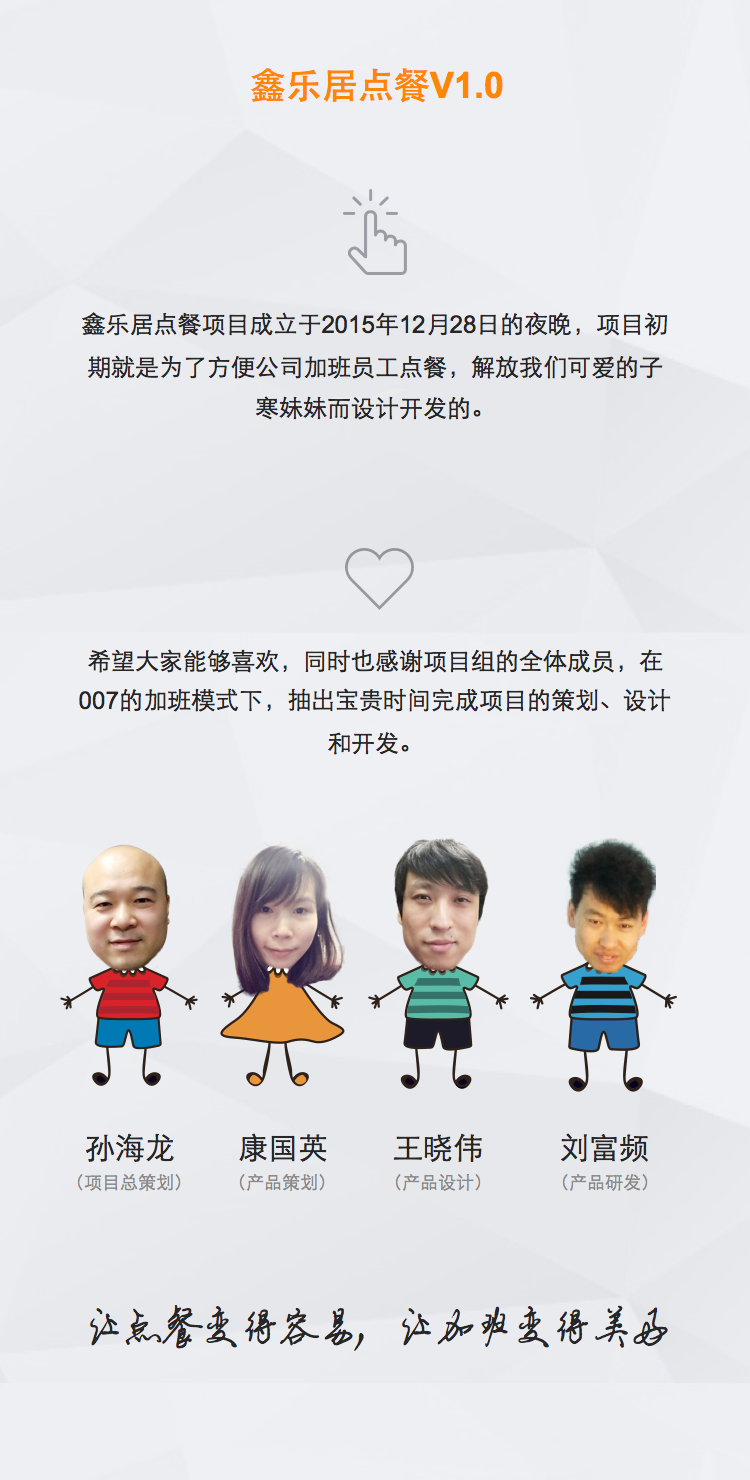 鑫乐居点餐V1.0
鑫乐居点餐项目成立于2015年12月28日的夜晚，项目初
期就是为了方便公司加班员工点餐，解放我们可爱的子
寒妹妹而设计开发的。
希望大家能够喜欢，同时也感谢项目组的全体成员，在
007的加班模式下，抽出宝贵时间完成项目的策划、设计
和开发。
孙海龙 康国英 王晓伟 刘富频
（项目总策划） （产品策划） （产品设计） （产品研发）
让点餐变得容易，让加班变得美好